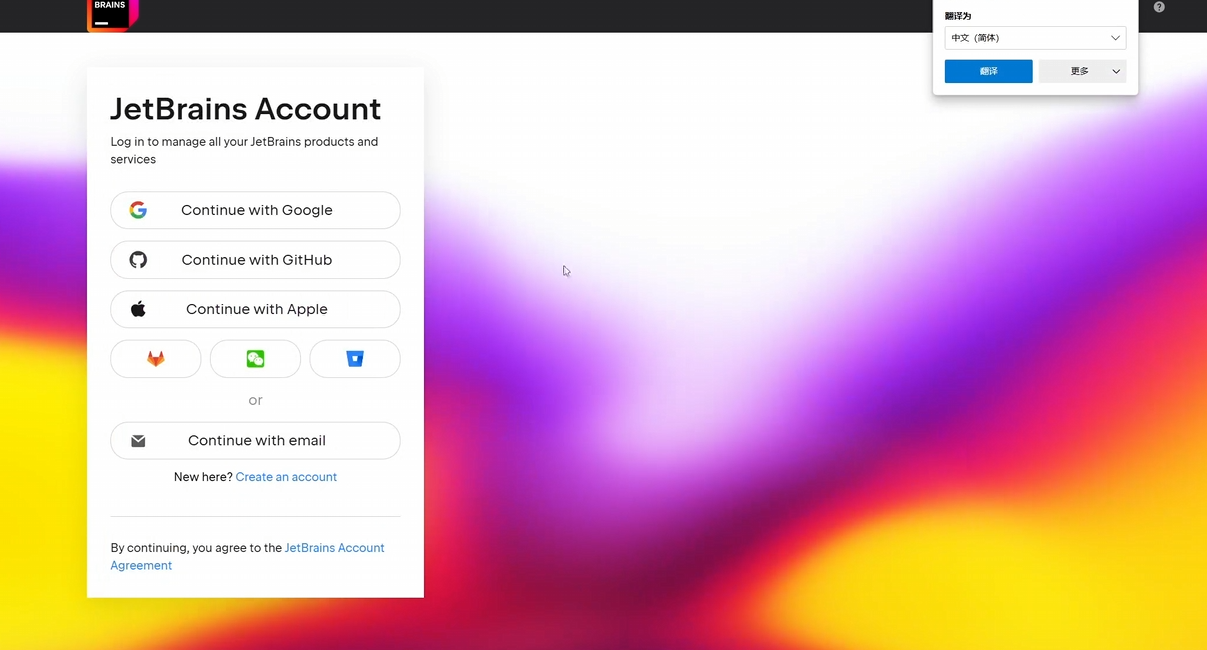 BRAINS
翻译为
中文 (简体)
翻译
更多
JetBrains Account
Log in to manage all your JetBrains products and
services
Continue with Google
Continue with GitHub
Continue with Apple
or
Continue with email
New here? Create an account
By continuing, you agree to the JetBrains Account
Agreement